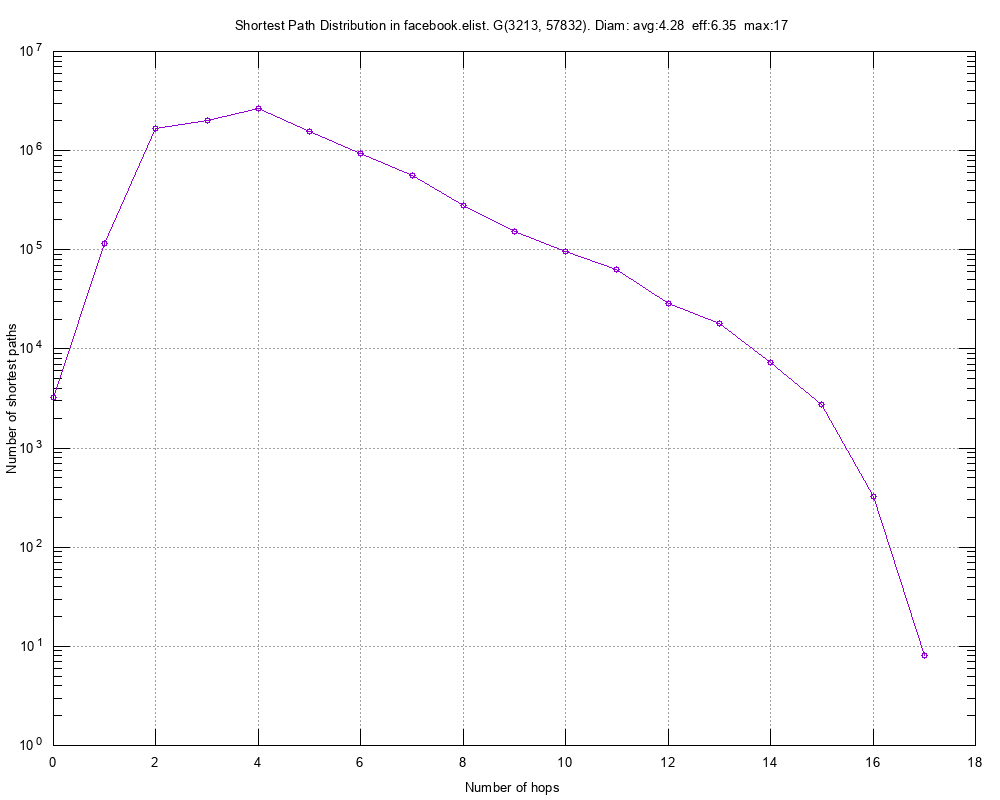 Shortest Path Distribution in facebook.elist. G(3213, 57832). Diam: avg:4.28  eff:6.35  max:17
10^7
10^6
10^5
10^4
10^3
10^2
10^1
10^0
Number of shortest paths
0 2 4 6 8 10 12 14 16 18
Number of hops